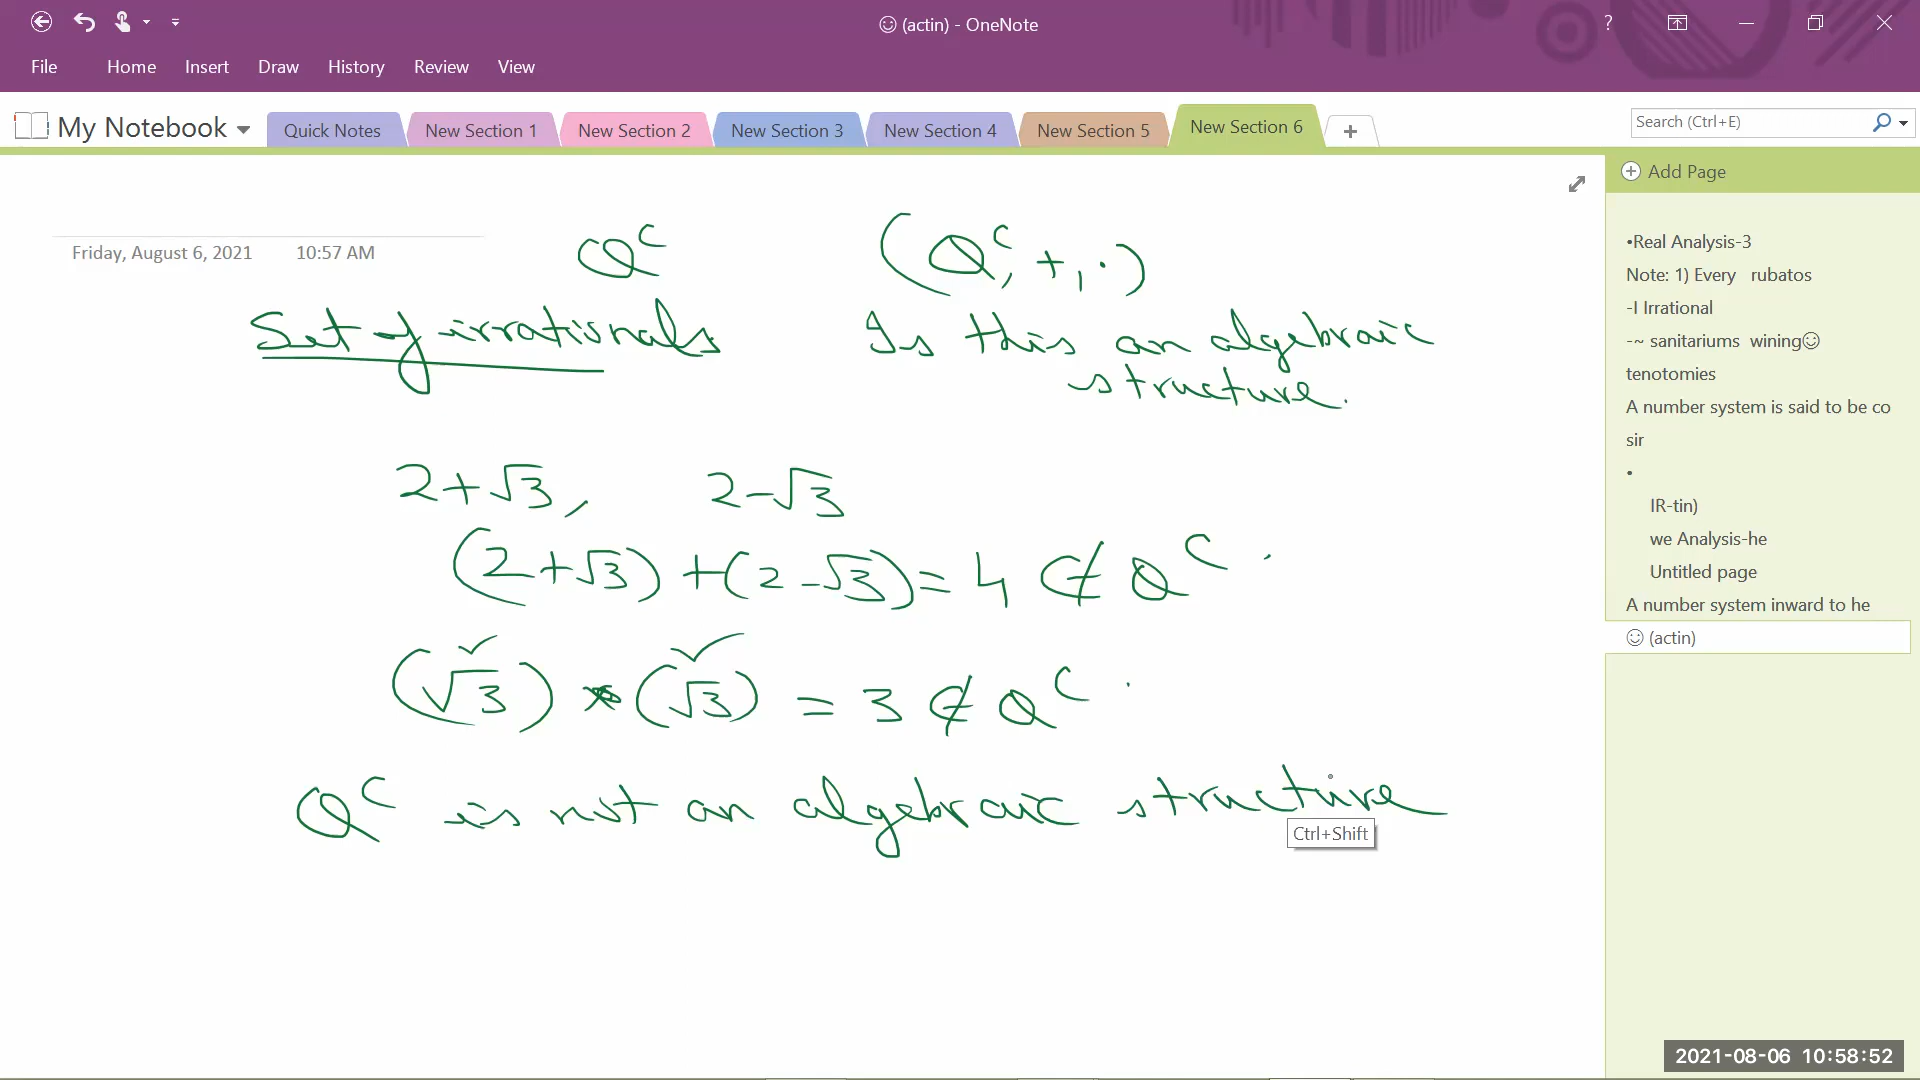 (actin) - OneNote
?
File Home Insert Draw History Review View
My Notebook
Quick Notes New Section 1 New Section 2 New Section 3 New Section 4 New Section 5 New Section 6 +
Search (Ctrl+E)
Add Page
Friday, August 6, 2021 10:57 AM
Qᶜ
(Qᶜ, +, ·)
Set of irrationals
Is this an algebraic
structure.
2+√3, 2-√3
(2+√3) +(2-√3) = 4 ∉ Qᶜ.
(√3) * (√3) = 3 ∉ Qᶜ.
Qᶜ is not an algebraic structure
Ctrl+Shift
•Real Analysis-3
Note: 1) Every rubatos
-I Irrational
-~ sanitariums wining☺
tenotomies
A number system is said to be co
sir
•
IR-tin)
we Analysis-he
Untitled page
A number system inward to he
☺ (actin)
2021-08-06 10:58:52